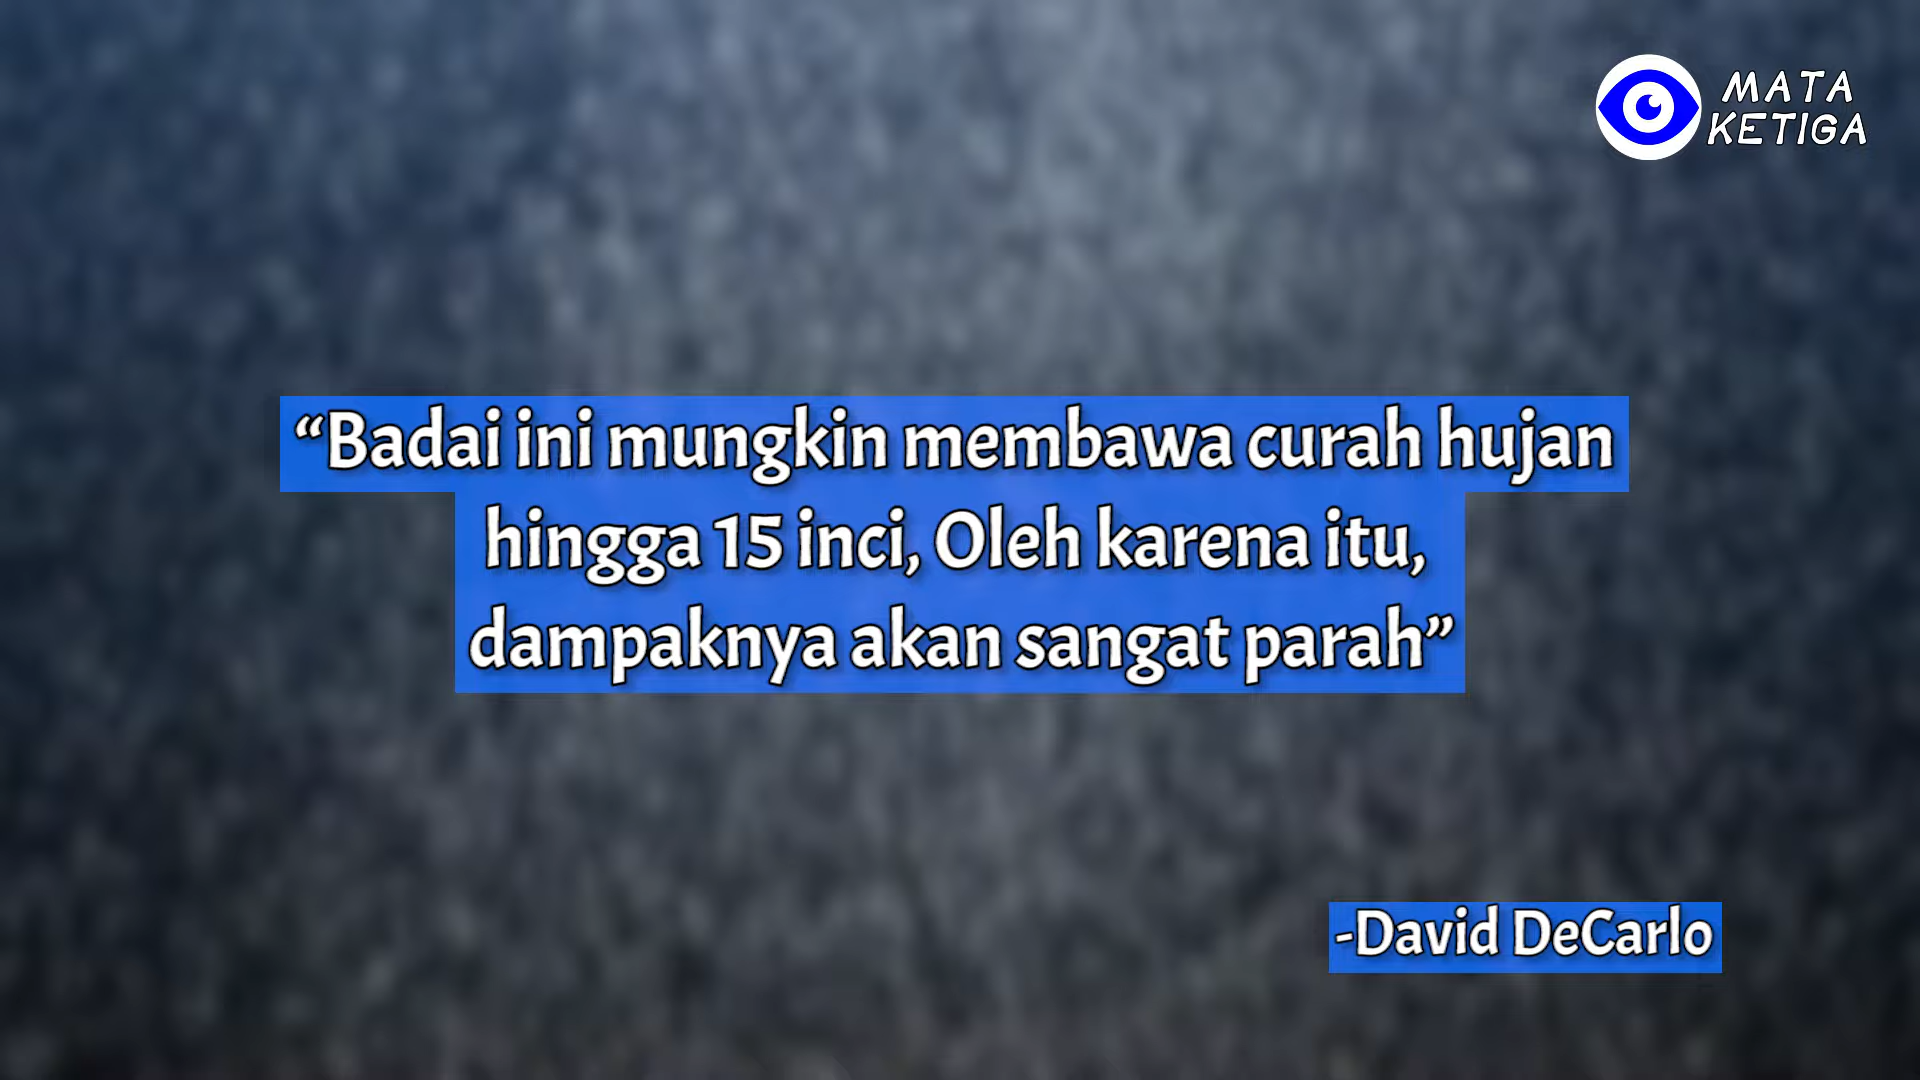 MATA
KETIGA
“Badai ini mungkin membawa curah hujan
hingga 15 inci, Oleh karena itu,
dampaknya akan sangat parah”
-David DeCarlo